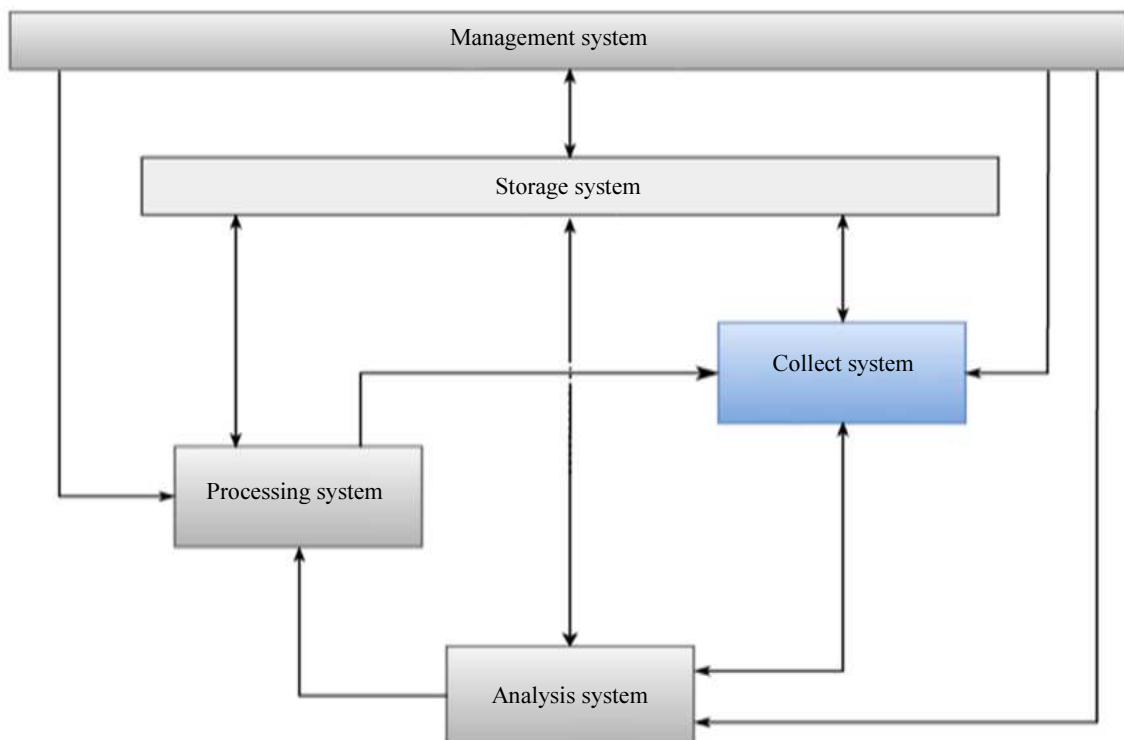 Management system
Storage system
Collect system
Processing system
Analysis system